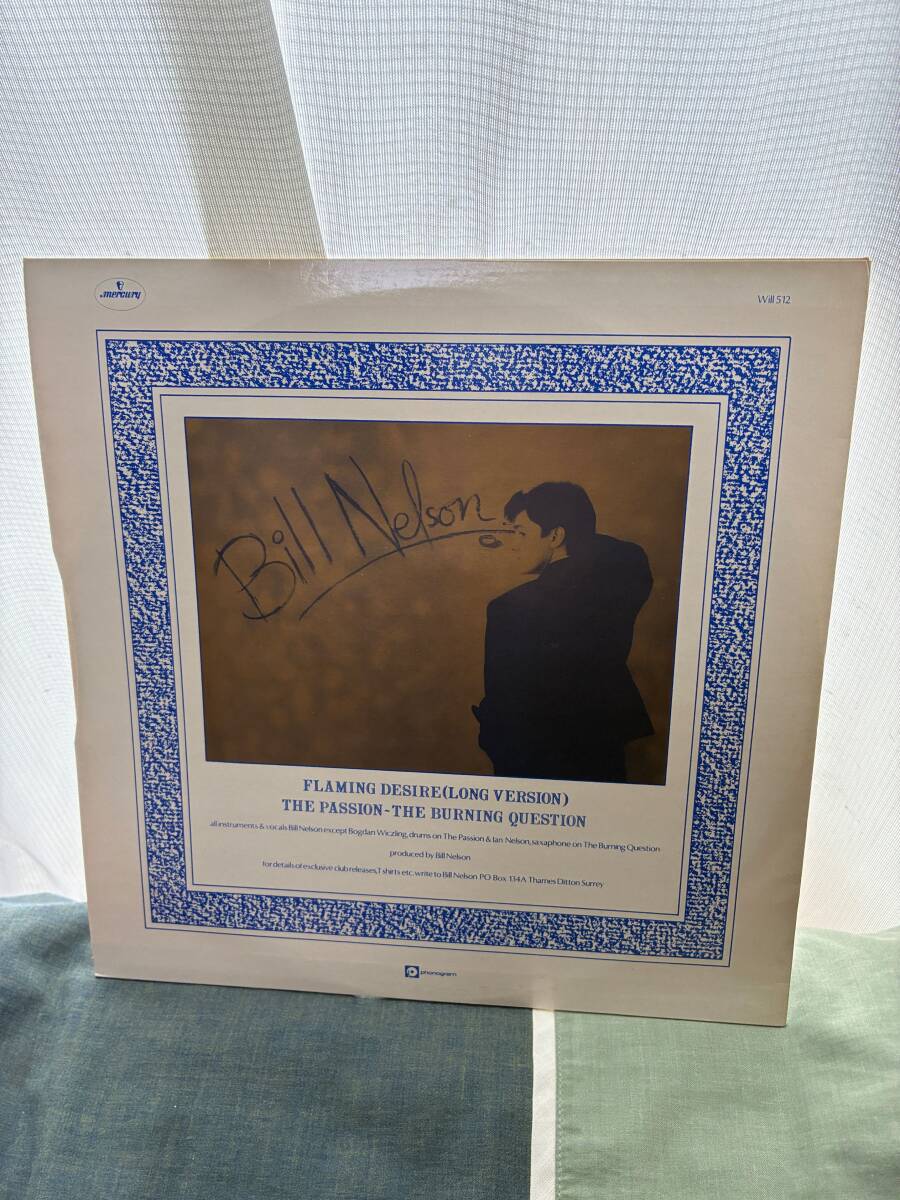 mercury
Will 512
Bill Nelson
FLAMING DESIRE(LONG VERSION)
THE PASSION-THE BURNING QUESTION
all instruments & vocals Bill Nelson except Bogdan Wiczling, drums on The Passion & Ian Nelson, saxaphone on The Burning Question
produced by Bill Nelson
for details of exclusive club releases,T shirts etc. write to Bill Nelson PO Box 134A Thames Ditton Surrey
phonogram